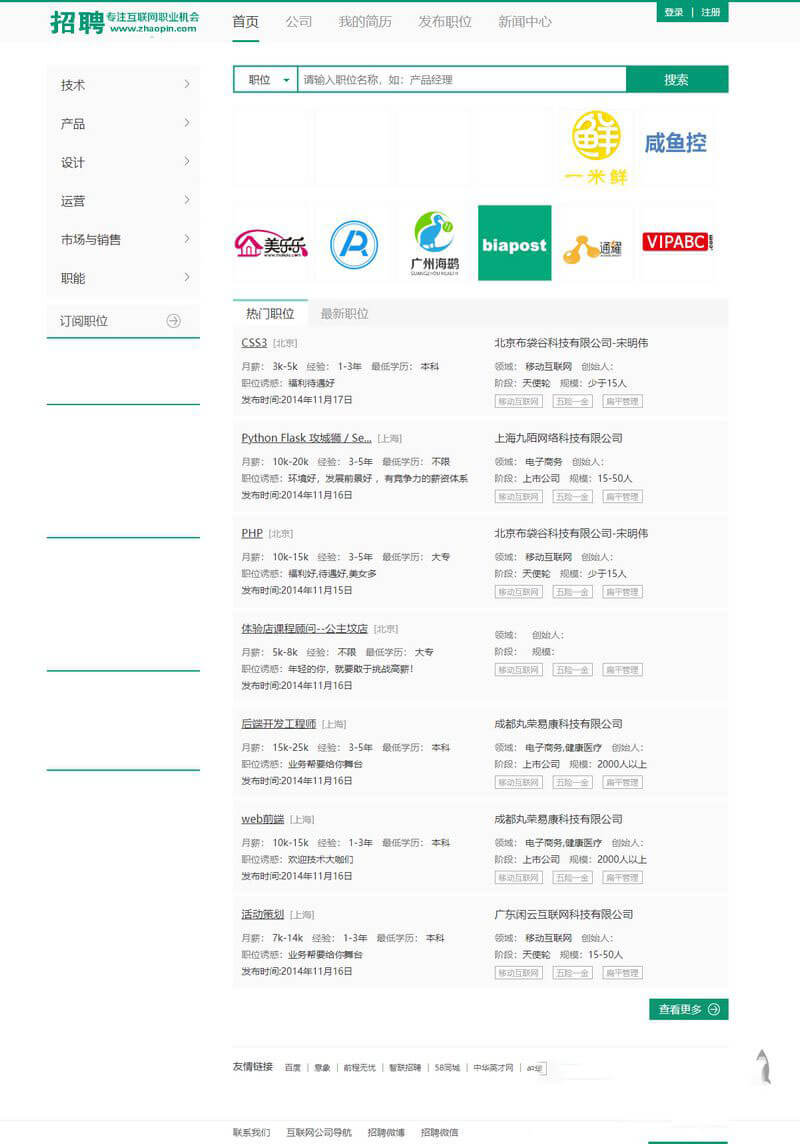 招聘 专注互联网职业机会
www.zhaopin.com
首页 公司 我的简历 发布职位 新闻中心
登录 | 注册
技术
产品
设计
运营
市场与销售
职能
订阅职位
职位 请输入职位名称，如：产品经理 搜索
鲜
一米鲜
咸鱼控
美乐乐
广州海鹚
biapost
通耀
VIPABC
热门职位 最新职位
CSS3 [北京]
月薪： 3k-5k 经验： 1-3年 最低学历： 本科
职位诱惑：福利待遇好
发布时间:2014年11月17日
北京布袋谷科技有限公司-宋明伟
领域： 移动互联网 创始人：
阶段：天使轮 规模：少于15人
移动互联网 五险一金 扁平管理
Python Flask 攻城狮 / Se... [上海]
月薪： 10k-20k 经验： 3-5年 最低学历： 不限
职位诱惑：环境好，发展前景好 ，有竞争力的薪资体系
发布时间:2014年11月16日
上海九陌网络科技有限公司
领域： 电子商务 创始人：
阶段：上市公司 规模：15-50人
移动互联网 五险一金 扁平管理
PHP [北京]
月薪： 10k-15k 经验： 3-5年 最低学历： 大专
职位诱惑：福利好,待遇好,美女多
发布时间:2014年11月15日
北京布袋谷科技有限公司-宋明伟
领域： 移动互联网 创始人：
阶段：天使轮 规模：少于15人
移动互联网 五险一金 扁平管理
体验店课程顾问--公主坟店 [北京]
月薪： 5k-8k 经验： 不限 最低学历： 大专
职位诱惑：年轻的你，就要敢于挑战高薪！
发布时间:2014年11月16日
领域： 创始人：
阶段： 规模：
移动互联网 五险一金 扁平管理
后端开发工程师 [上海]
月薪： 15k-25k 经验： 3-5年 最低学历： 本科
职位诱惑：业务帮要给你舞台
发布时间:2014年11月16日
成都丸荣易康科技有限公司
领域： 电子商务,健康医疗 创始人：
阶段：上市公司 规模：2000人以上
移动互联网 五险一金 扁平管理
web前端 [上海]
月薪： 10k-15k 经验： 1-3年 最低学历： 本科
职位诱惑：欢迎技术大咖们
发布时间:2014年11月16日
成都丸荣易康科技有限公司
领域： 电子商务,健康医疗 创始人：
阶段：上市公司 规模：2000人以上
移动互联网 五险一金 扁平管理
活动策划 [上海]
月薪： 7k-14k 经验： 1-3年 最低学历： 本科
职位诱惑：业务帮要给你舞台
发布时间:2014年11月16日
广东闲云互联网科技有限公司
领域： 移动互联网 创始人：
阶段：天使轮 规模：15-50人
移动互联网 五险一金 扁平管理
查看更多
友情链接 百度 | 意象 | 前程无忧 | 智联招聘 | 58同城 | 中华英才网 |
联系我们 互联网公司导航 招聘微博 招聘微信